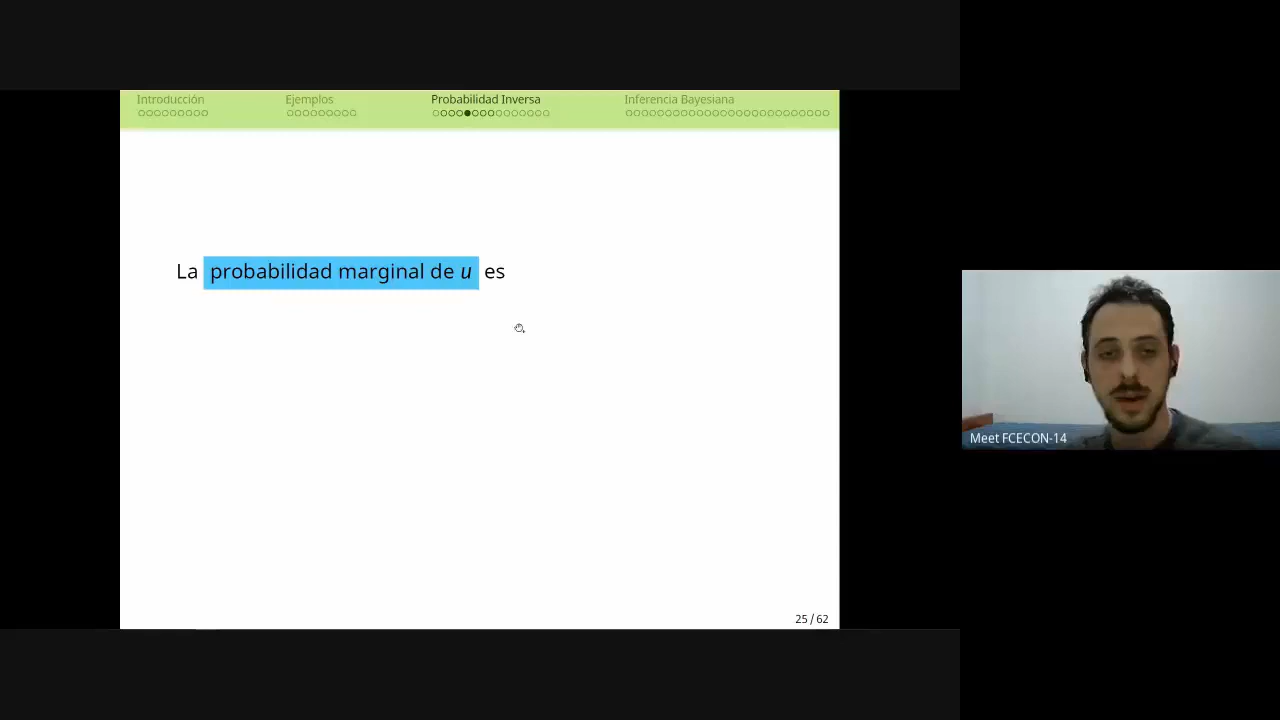 Introducción Ejemplos Probabilidad Inversa Inferencia Bayesiana
La probabilidad marginal de u es
Meet FCECON-14
25 / 62